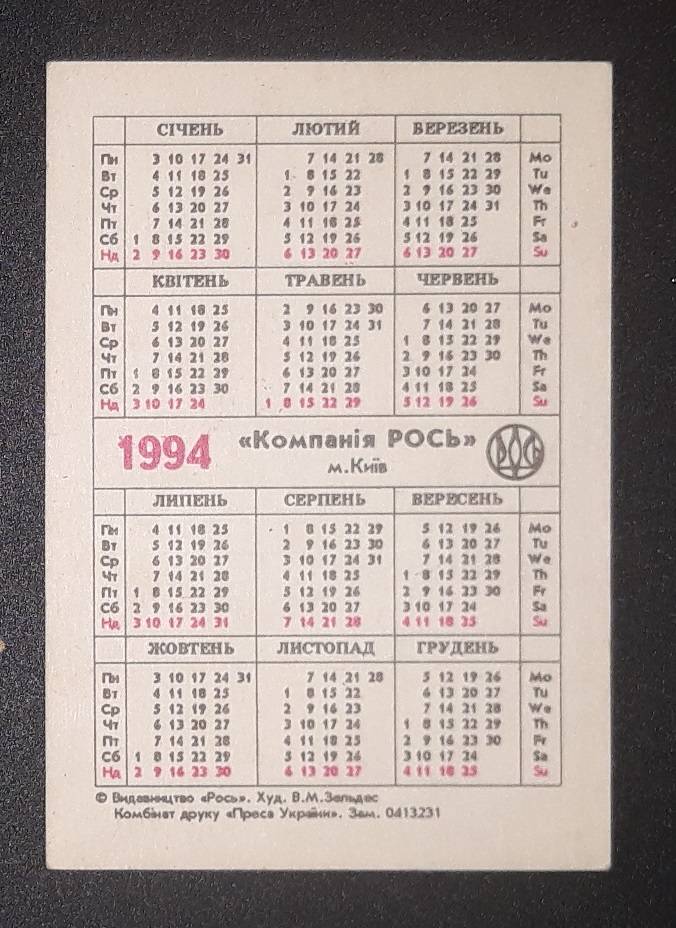 СІЧЕНЬ ЛЮТИЙ БЕРЕЗЕНЬ
Пн 3 10 17 24 31 7 14 21 28 7 14 21 28 Mo
Вт 4 11 18 25 1 8 15 22 1 8 15 22 29 Tu
Ср 5 12 19 26 2 9 16 23 2 9 16 23 30 We
Чт 6 13 20 27 3 10 17 24 3 10 17 24 31 Th
Пт 7 14 21 28 4 11 18 25 4 11 18 25 Fr
Сб 1 8 15 22 29 5 12 19 26 5 12 19 26 Sa
Нд 2 9 16 23 30 6 13 20 27 6 13 20 27 Su
КВІТЕНЬ ТРАВЕНЬ ЧЕРВЕНЬ
Пн 4 11 18 25 2 9 16 23 30 6 13 20 27 Mo
Вт 5 12 19 26 3 10 17 24 31 7 14 21 28 Tu
Ср 6 13 20 27 4 11 18 25 1 8 15 22 29 We
Чт 7 14 21 28 5 12 19 26 2 9 16 23 30 Th
Пт 1 8 15 22 29 6 13 20 27 3 10 17 24 Fr
Сб 2 9 16 23 30 7 14 21 28 4 11 18 25 Sa
Нд 3 10 17 24 1 8 15 22 29 5 12 19 26 Su
1994 «Компанія РОСЬ» РОСЬ
м.Київ
ЛИПЕНЬ СЕРПЕНЬ ВЕРЕСЕНЬ
Пн 4 11 18 25 1 8 15 22 29 5 12 19 26 Mo
Вт 5 12 19 26 2 9 16 23 30 6 13 20 27 Tu
Ср 6 13 20 27 3 10 17 24 31 7 14 21 28 We
Чт 7 14 21 28 4 11 18 25 1 8 15 22 29 Th
Пт 1 8 15 22 29 5 12 19 26 2 9 16 23 30 Fr
Сб 2 9 16 23 30 6 13 20 27 3 10 17 24 Sa
Нд 3 10 17 24 31 7 14 21 28 4 11 18 25 Su
ЖОВТЕНЬ ЛИСТОПАД ГРУДЕНЬ
Пн 3 10 17 24 31 7 14 21 28 5 12 19 26 Mo
Вт 4 11 18 25 1 8 15 22 6 13 20 27 Tu
Ср 5 12 19 26 2 9 16 23 7 14 21 28 We
Чт 6 13 20 27 3 10 17 24 1 8 15 22 29 Th
Пт 7 14 21 28 4 11 18 25 2 9 16 23 30 Fr
Сб 1 8 15 22 29 5 12 19 26 3 10 17 24 Sa
Нд 2 9 16 23 30 6 13 20 27 4 11 18 25 Su
© Видавництво «Рось». Худ. В.М.Зельдес
Комбінат друку «Преса України». Зам. 0413231